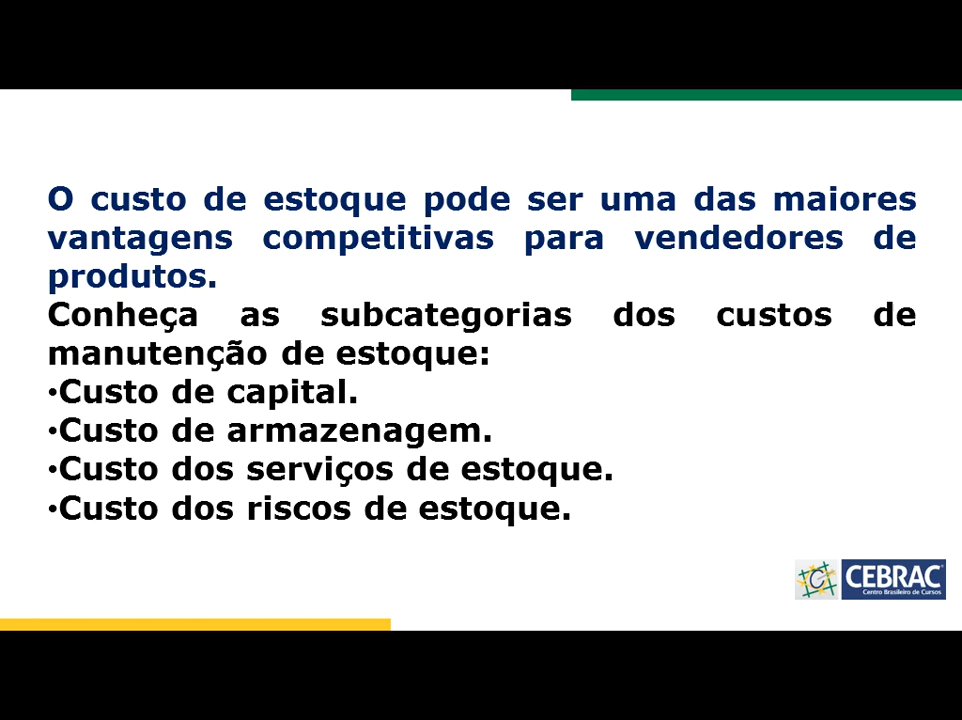 O custo de estoque pode ser uma das maiores
vantagens competitivas para vendedores de
produtos.
Conheça as subcategorias dos custos de
manutenção de estoque:
•Custo de capital.
•Custo de armazenagem.
•Custo dos serviços de estoque.
•Custo dos riscos de estoque.
C CEBRAC
Centro Brasileiro de Cursos